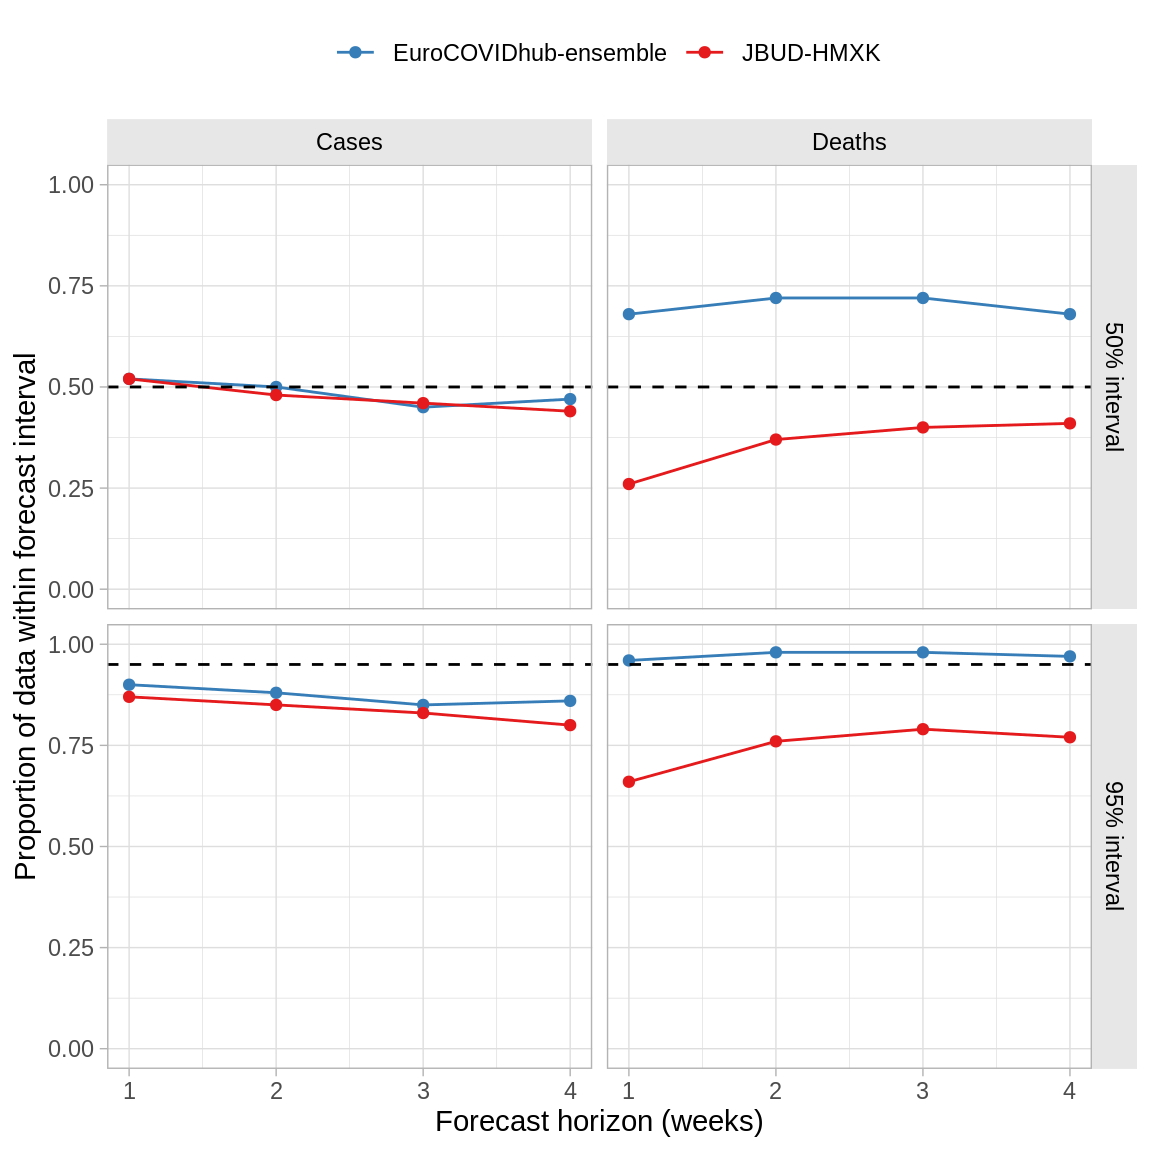 EuroCOVIDhub-ensemble JBUD-HMXK
Cases Deaths
1.00
0.75
0.50
0.25
0.00
50% interval
1.00
0.75
0.50
0.25
0.00
95% interval
Proportion of data within forecast interval
1 2 3 4 1 2 3 4
Forecast horizon (weeks)